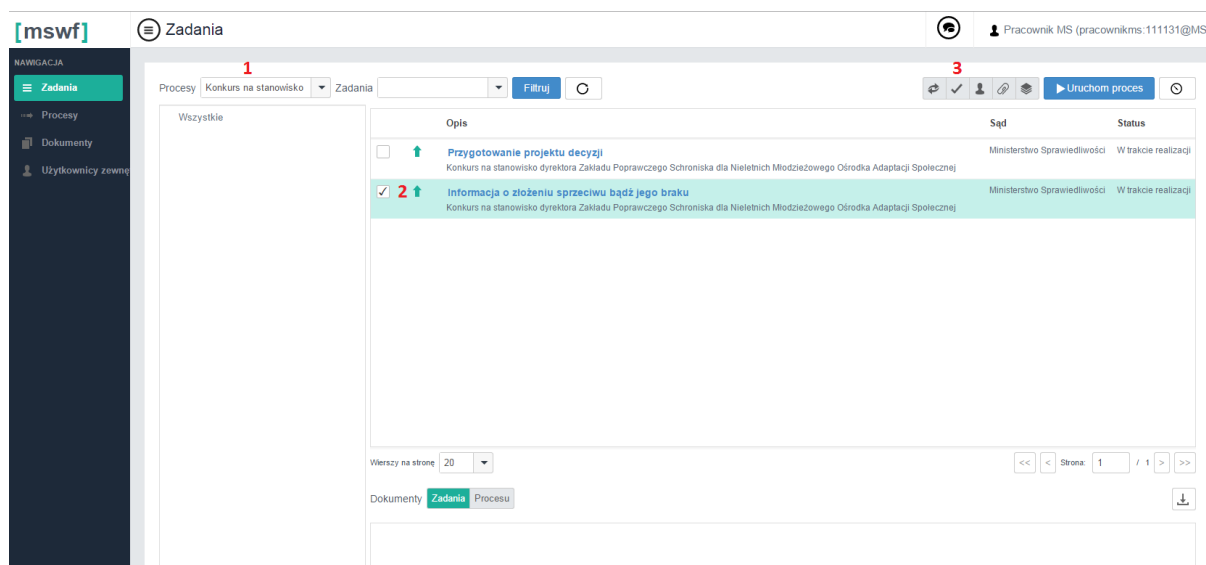 [mswf]
Zadania
Pracownik MS (pracownikms:111131@MS
NAWIGACJA
Zadania
Procesy
Dokumenty
Użytkownicy zewnę
1
3
Procesy Konkurs na stanowisko Zadania Filtruj Uruchom proces
Wszystkie
Opis Sąd Status
Przygotowanie projektu decyzji Ministerstwo Sprawiedliwości W trakcie realizacji
Konkurs na stanowisko dyrektora Zakładu Poprawczego Schroniska dla Nieletnich Młodzieżowego Ośrodka Adaptacji Społecznej
2 Informacja o złożeniu sprzeciwu bądź jego braku Ministerstwo Sprawiedliwości W trakcie realizacji
Konkurs na stanowisko dyrektora Zakładu Poprawczego Schroniska dla Nieletnich Młodzieżowego Ośrodka Adaptacji Społecznej
Wierszy na stronę 20 << < Strona: 1 / 1 > >>
Dokumenty Zadania Procesu